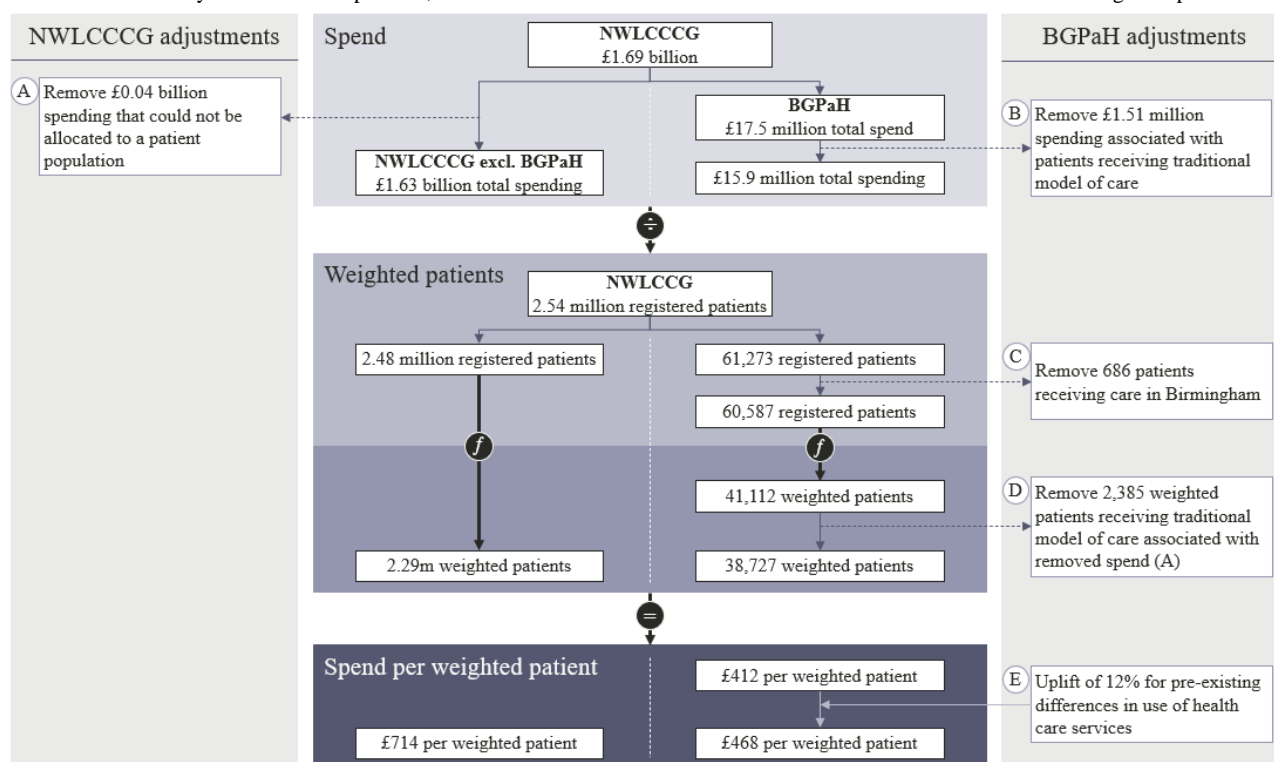 NWLCCCG adjustments
A
Remove £0.04 billion
spending that could not be
allocated to a patient
population
Spend
NWLCCCG
£1.69 billion
BGPaH
£17.5 million total spend
NWLCCCG excl. BGPaH
£1.63 billion total spending
£15.9 million total spending
÷
Weighted patients
NWLCCG
2.54 million registered patients
2.48 million registered patients
61,273 registered patients
60,587 registered patients
f
f
41,112 weighted patients
2.29m weighted patients
38,727 weighted patients
=
Spend per weighted patient
£412 per weighted patient
£714 per weighted patient
£468 per weighted patient
BGPaH adjustments
B
Remove £1.51 million
spending associated with
patients receiving traditional
model of care
C
Remove 686 patients
receiving care in Birmingham
D
Remove 2,385 weighted
patients receiving traditional
model of care associated with
removed spend (A)
E
Uplift of 12% for pre-existing
differences in use of health
care services